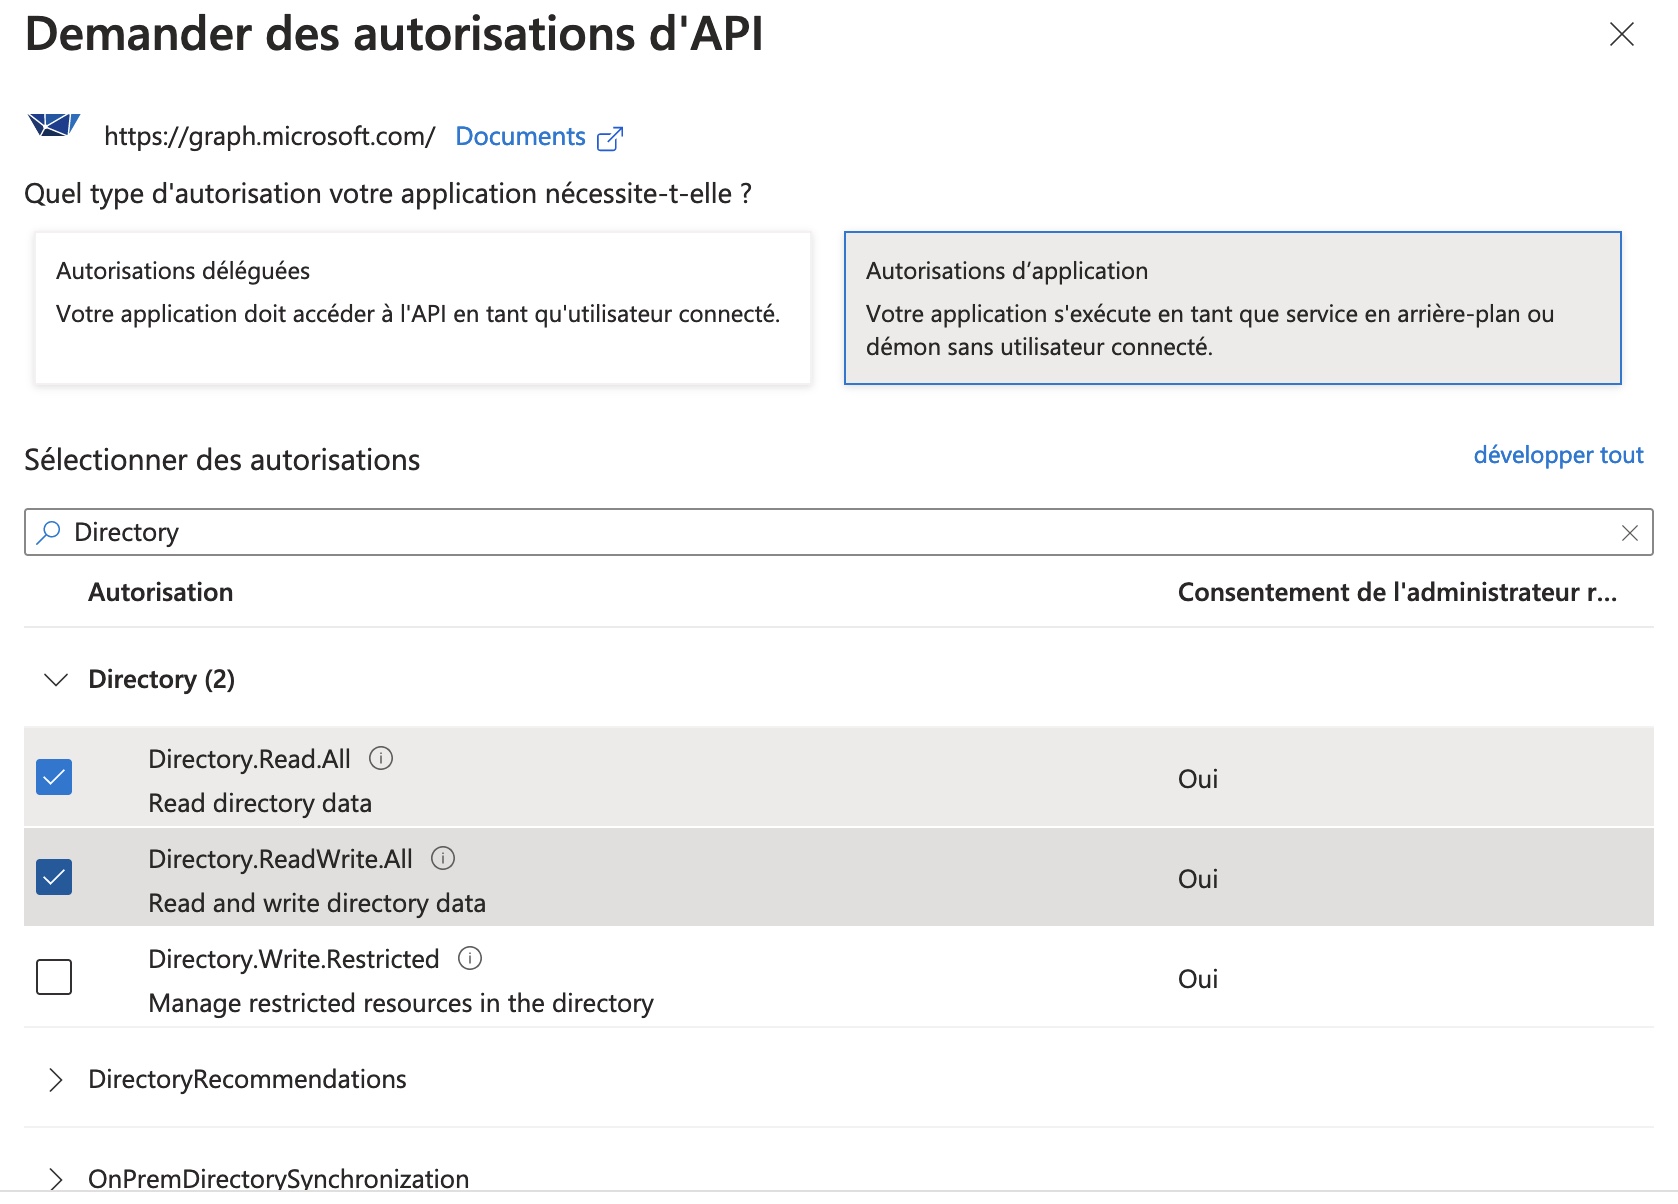 Demander des autorisations d'API
https://graph.microsoft.com/ Documents
Quel type d'autorisation votre application nécessite-t-elle ?
Autorisations déléguées
Votre application doit accéder à l'API en tant qu'utilisateur connecté.
Autorisations d’application
Votre application s'exécute en tant que service en arrière-plan ou
démon sans utilisateur connecté.
Sélectionner des autorisations
développer tout
Directory
Autorisation
Consentement de l'administrateur r...
Directory (2)
Directory.Read.All
Read directory data
Oui
Directory.ReadWrite.All
Read and write directory data
Oui
Directory.Write.Restricted
Manage restricted resources in the directory
Oui
DirectoryRecommendations
OnPremDirectorySynchronization